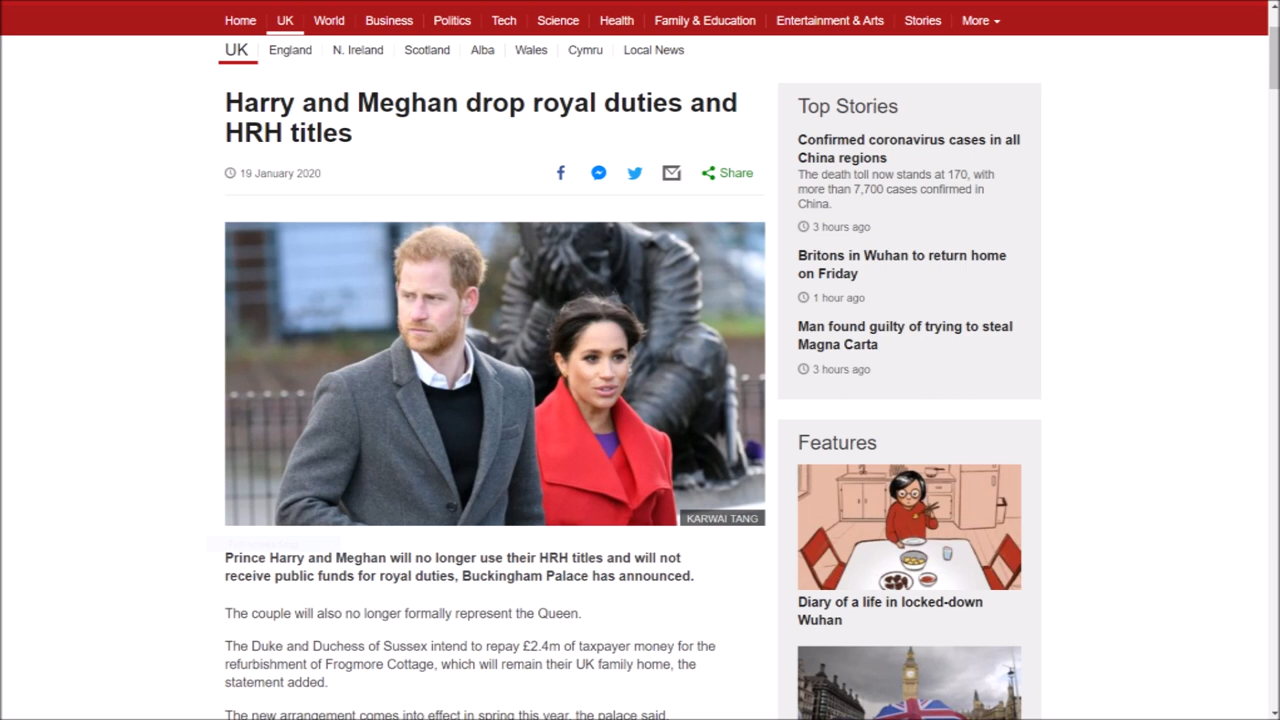 Home UK World Business Politics Tech Science Health Family & Education Entertainment & Arts Stories More
UK England N. Ireland Scotland Alba Wales Cymru Local News
Harry and Meghan drop royal duties and
HRH titles
19 January 2020
Share
KARWAI TANG
Prince Harry and Meghan will no longer use their HRH titles and will not
receive public funds for royal duties, Buckingham Palace has announced.
The couple will also no longer formally represent the Queen.
The Duke and Duchess of Sussex intend to repay £2.4m of taxpayer money for the
refurbishment of Frogmore Cottage, which will remain their UK family home, the
statement added.
The new arrangement comes into effect in spring this year, the palace said.
Top Stories
Confirmed coronavirus cases in all
China regions
The death toll now stands at 170, with
more than 7,700 cases confirmed in
China.
3 hours ago
Britons in Wuhan to return home
on Friday
1 hour ago
Man found guilty of trying to steal
Magna Carta
3 hours ago
Features
Diary of a life in locked-down
Wuhan